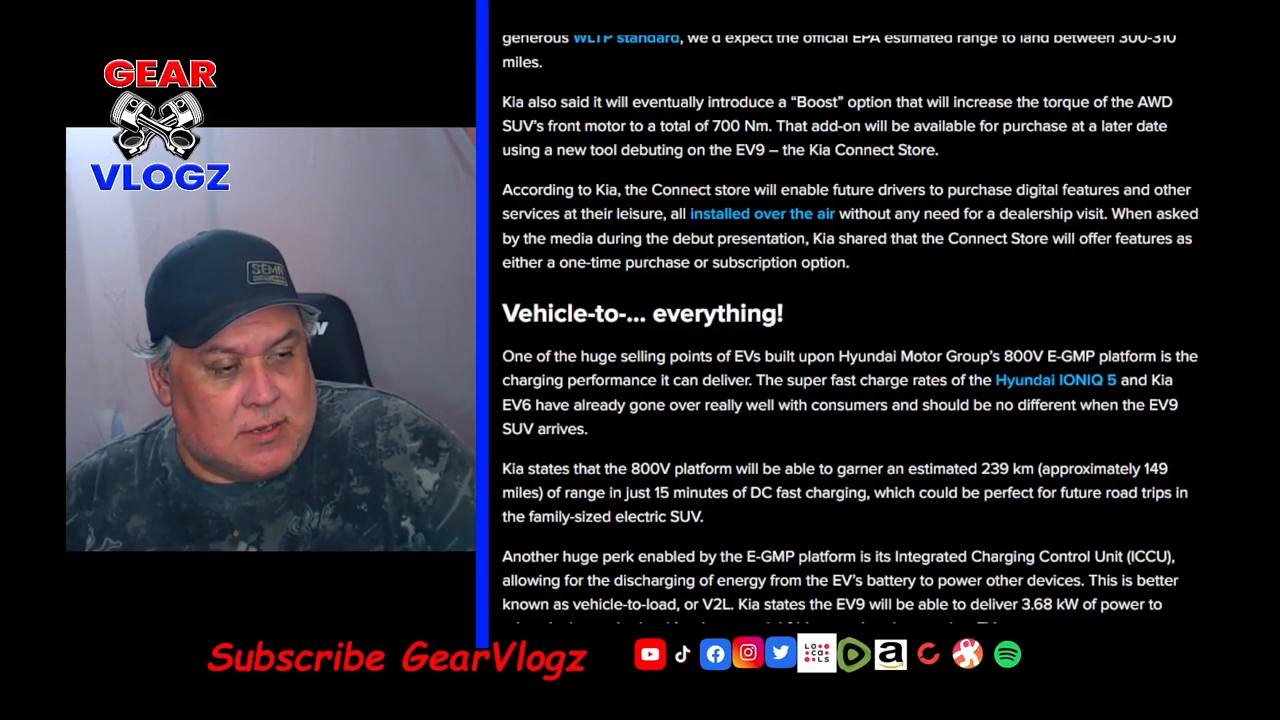 GEAR
VLOGZ
generous WLTP standard, we'd expect the official EPA estimated range to land between 300-310
miles.
Kia also said it will eventually introduce a “Boost” option that will increase the torque of the AWD
SUV's front motor to a total of 700 Nm. That add-on will be available for purchase at a later date
using a new tool debuting on the EV9 – the Kia Connect Store.
According to Kia, the Connect store will enable future drivers to purchase digital features and other
services at their leisure, all installed over the air without any need for a dealership visit. When asked
by the media during the debut presentation, Kia shared that the Connect Store will offer features as
either a one-time purchase or subscription option.
Vehicle-to-... everything!
One of the huge selling points of EVs built upon Hyundai Motor Group's 800V E-GMP platform is the
charging performance it can deliver. The super fast charge rates of the Hyundai IONIQ 5 and Kia
EV6 have already gone over really well with consumers and should be no different when the EV9
SUV arrives.
Kia states that the 800V platform will be able to garner an estimated 239 km (approximately 149
miles) of range in just 15 minutes of DC fast charging, which could be perfect for future road trips in
the family-sized electric SUV.
Another huge perk enabled by the E-GMP platform is its Integrated Charging Control Unit (ICCU),
allowing for the discharging of energy from the EV's battery to power other devices. This is better
known as vehicle-to-load, or V2L. Kia states the EV9 will be able to deliver 3.68 kW of power to
Subscribe GearVlogz
LOCALS